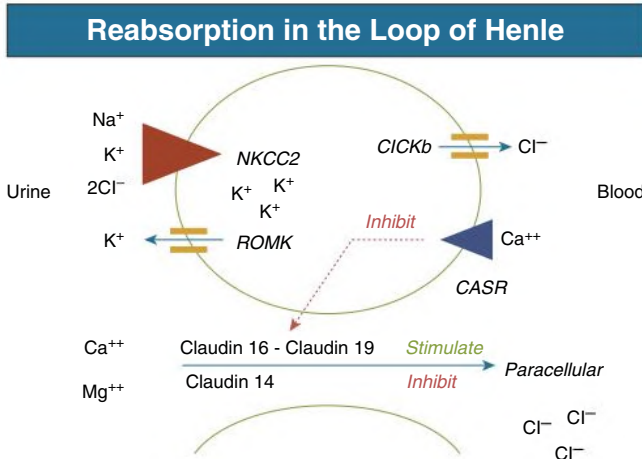 Reabsorption in the Loop of Henle
Na⁺
K⁺
2Cl⁻
NKCC2
K⁺ K⁺
K⁺
ClCKb
Cl⁻
Urine
Blood
K⁺
ROMK
Inhibit
Ca⁺⁺
CASR
Ca⁺⁺
Claudin 16 - Claudin 19
Stimulate
Mg⁺⁺
Claudin 14
Inhibit
Paracellular
Cl⁻ Cl⁻
Cl⁻